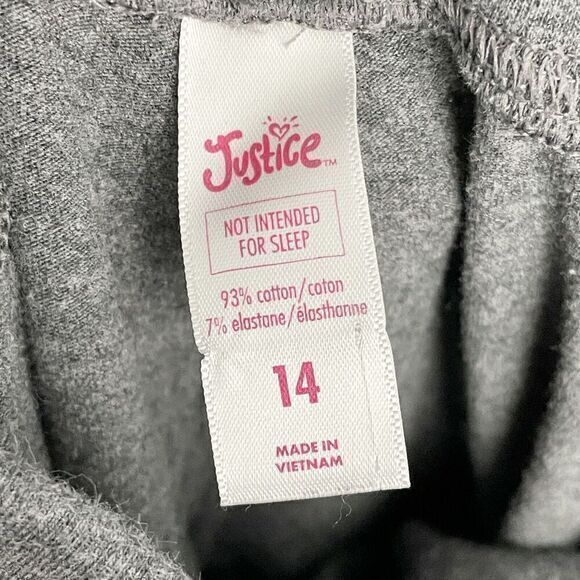 Justice™
NOT INTENDED
FOR SLEEP
93% cotton/coton
7% elastane/élasthanne
14
MADE IN
VIETNAM